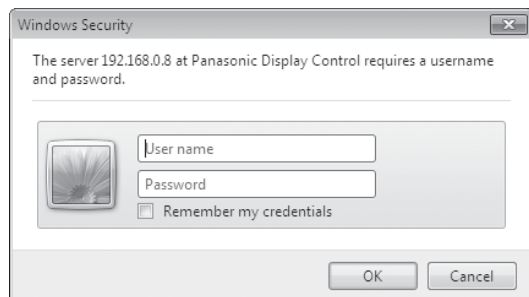 Windows Security
The server 192.168.0.8 at Panasonic Display Control requires a username
and password.
User name
Password
Remember my credentials
OK
Cancel